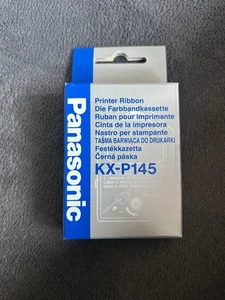 Panasonic
Printer Ribbon
Die Farbbandkassette
Ruban pour imprimante
Cinta de la impresora
Nastro per stampante
TAŚMA BARWIĄCA DO DRUKARKI
Festékkazetta
Černá páska
KX-P145